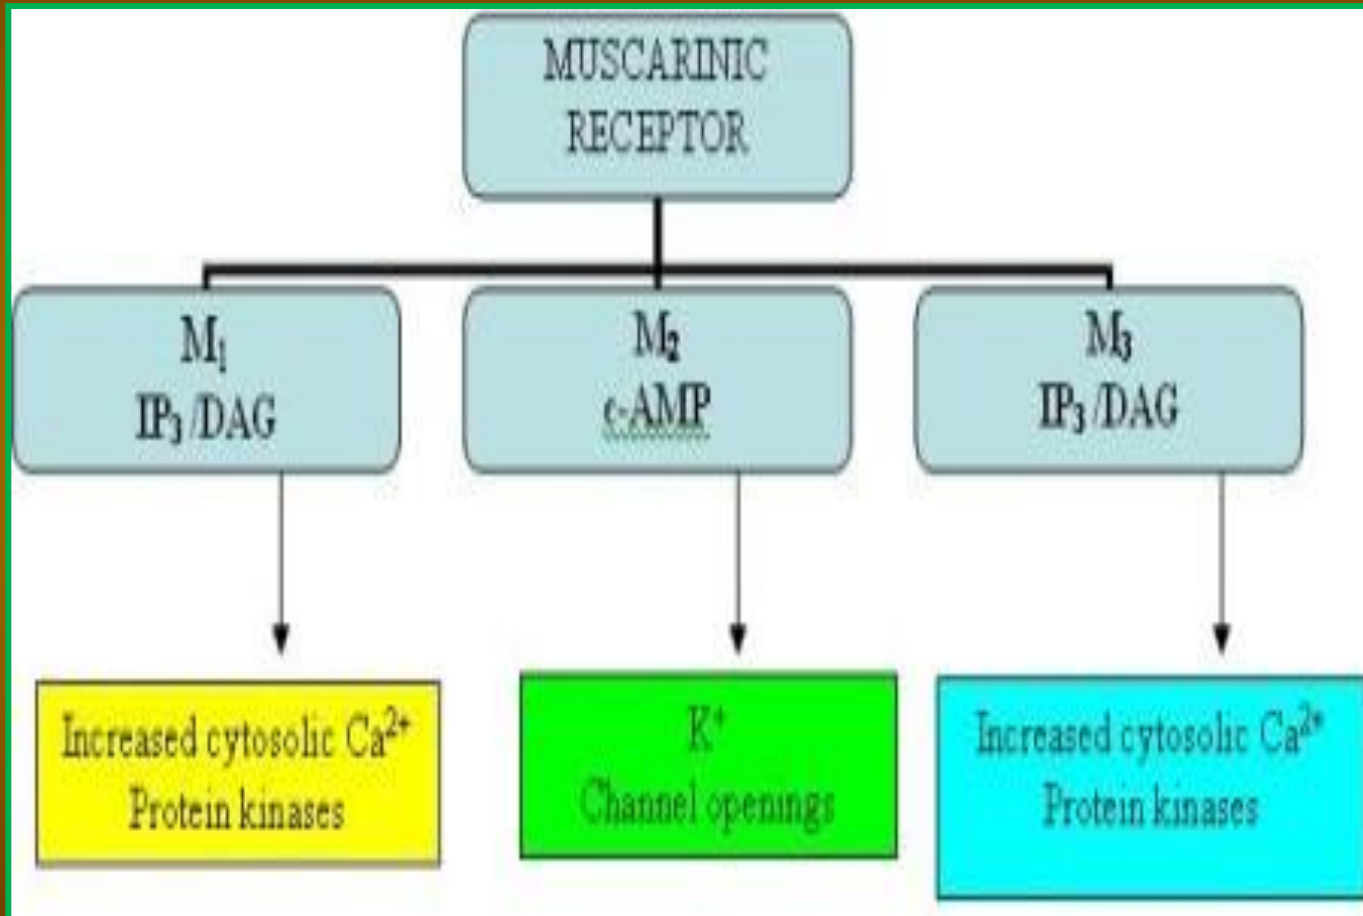 MUSCARINIC
RECEPTOR
M₁
IP₃ /DAG
M₂
c-AMP
M₃
IP₃ /DAG
Increased cytosolic Ca²⁺
Protein kinases
K⁺
Channel openings
Increased cytosolic Ca²⁺
Protein kinases